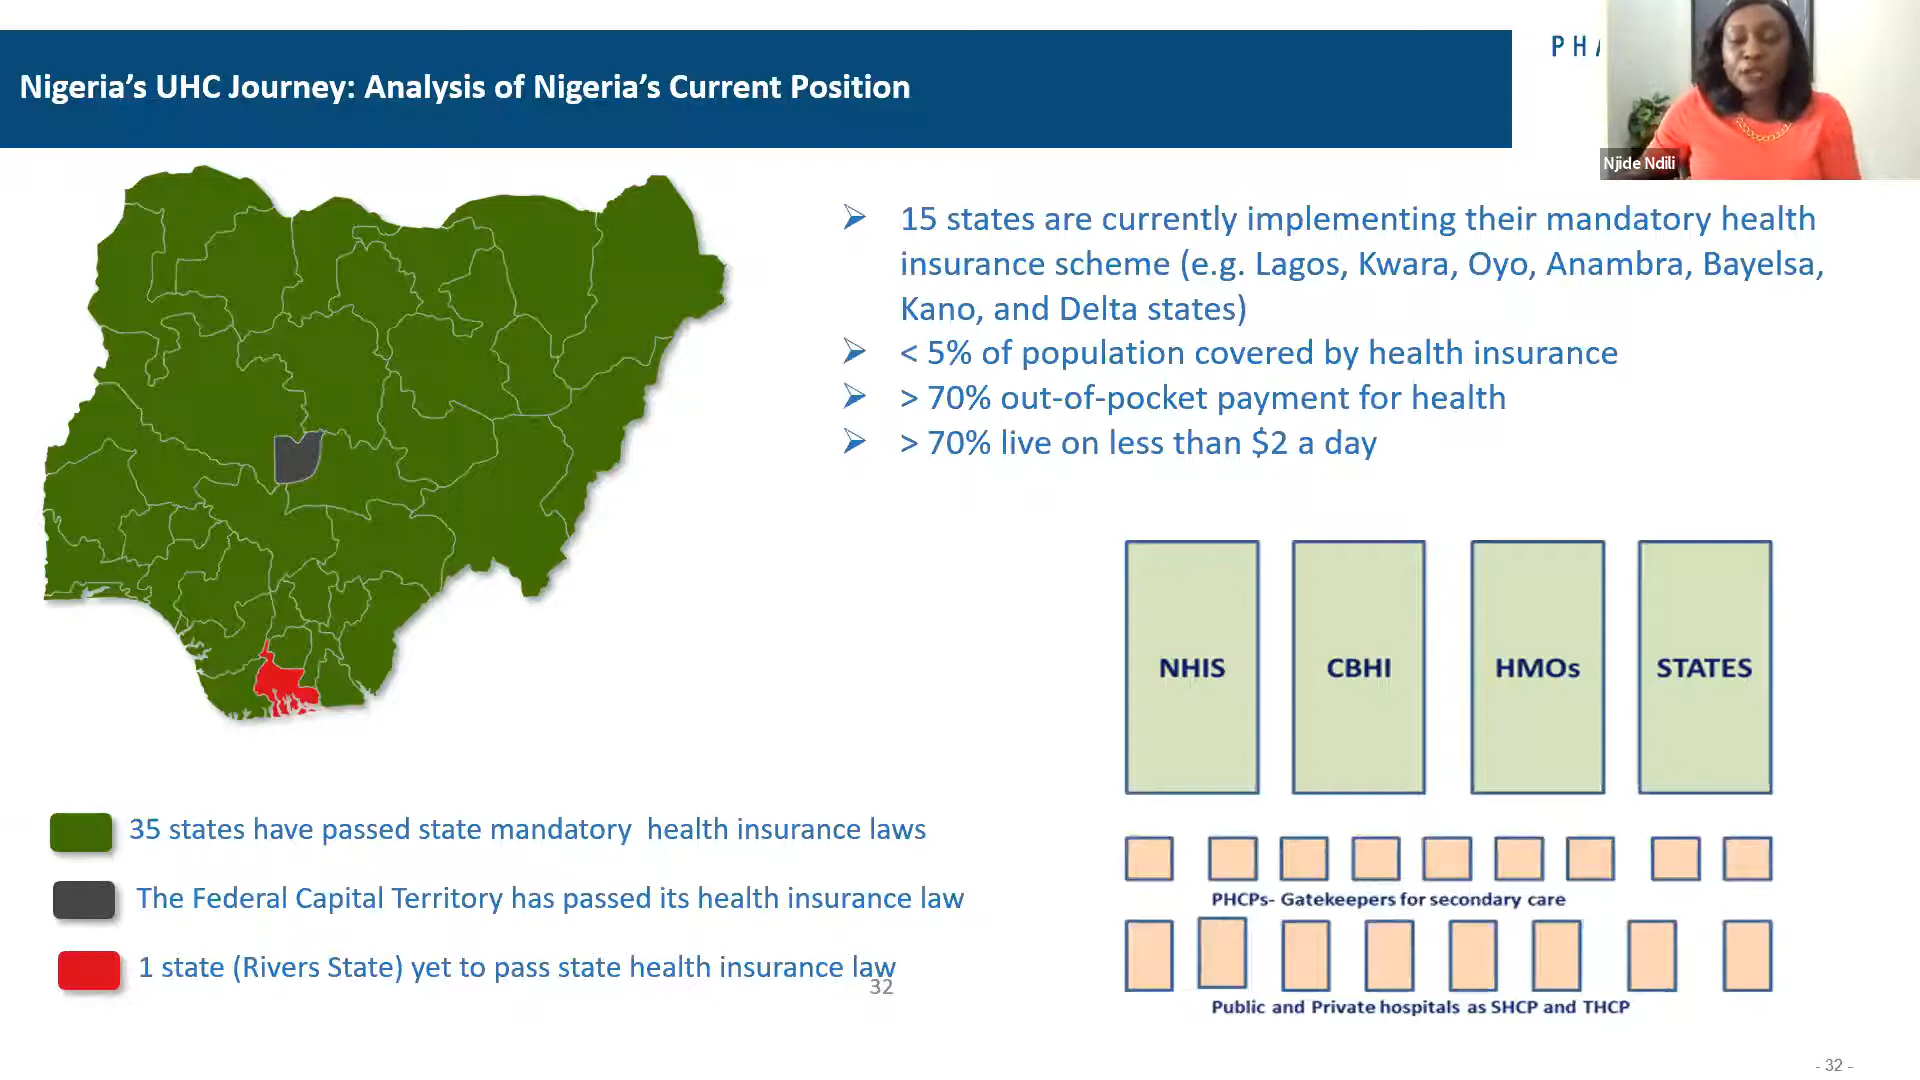 Nigeria’s UHC Journey: Analysis of Nigeria’s Current Position
PHA
Njide Ndili
➢ 15 states are currently implementing their mandatory health
insurance scheme (e.g. Lagos, Kwara, Oyo, Anambra, Bayelsa,
Kano, and Delta states)
➢ < 5% of population covered by health insurance
➢ > 70% out-of-pocket payment for health
➢ > 70% live on less than $2 a day
NHIS
CBHI
HMOs
STATES
PHCPs- Gatekeepers for secondary care
Public and Private hospitals as SHCP and THCP
35 states have passed state mandatory  health insurance laws
The Federal Capital Territory has passed its health insurance law
1 state (Rivers State) yet to pass state health insurance law
32
- 32 -